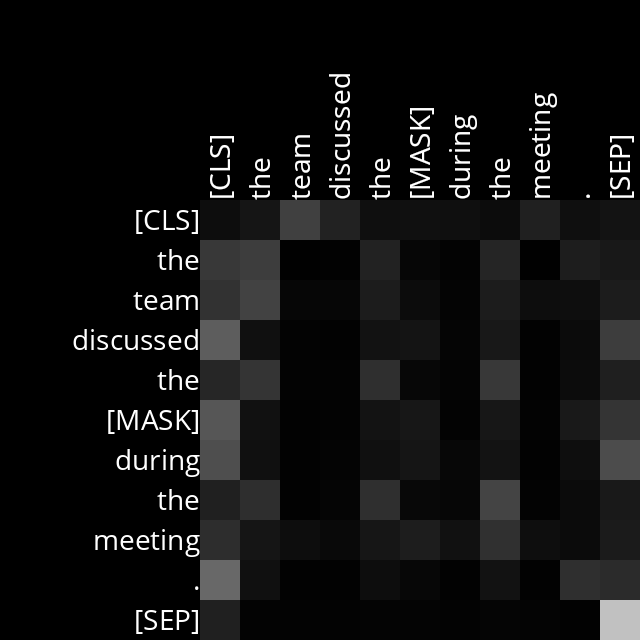 [CLS] the team discussed the [MASK] during the meeting . [SEP]
[CLS]
the
team
discussed
the
[MASK]
during
the
meeting
.
[SEP]